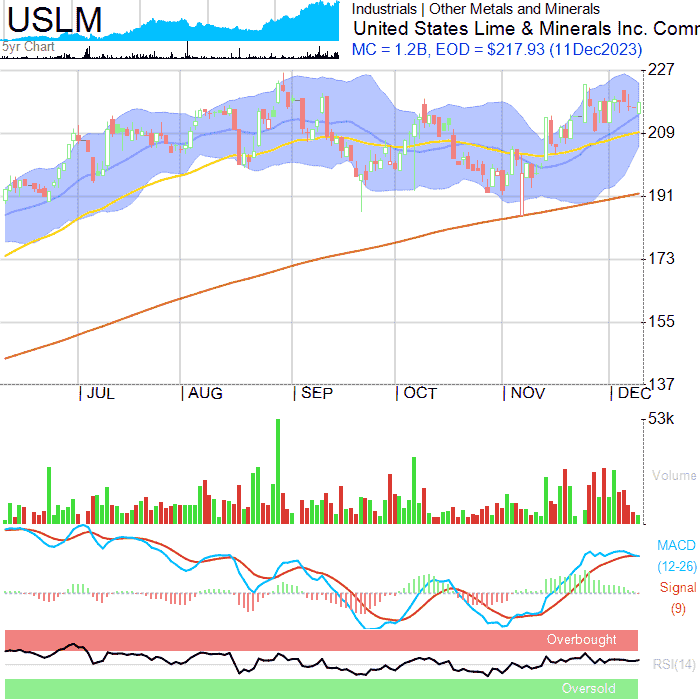 USLM
5yr Chart
Industrials | Other Metals and Minerals
United States Lime & Minerals Inc. Comm
MC = 1.2B, EOD = $217.93 (11Dec2023)
227
209
191
173
155
137
JUL
AUG
SEP
OCT
NOV
DEC
53k
Volume
MACD
(12-26)
Signal
(9)
Overbought
RSI(14)
Oversold